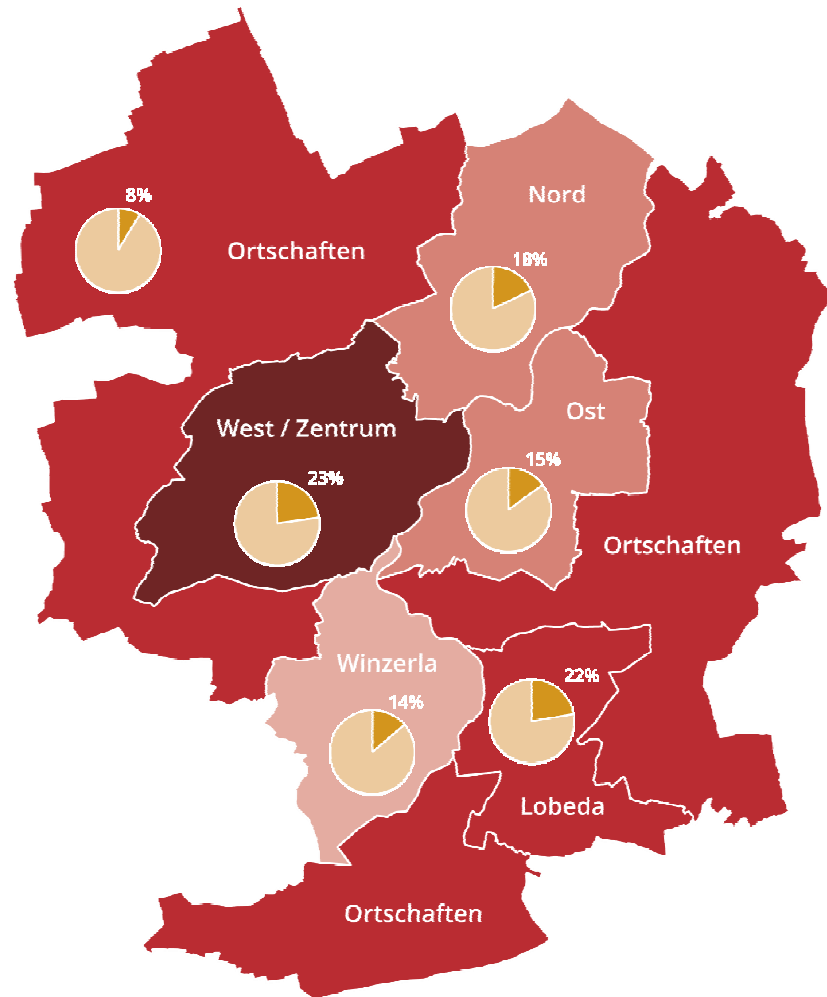 Nord
8%
Ortschaften
18%
Ost
West / Zentrum
15%
23%
Ortschaften
Winzerla
22%
14%
Lobeda
Ortschaften